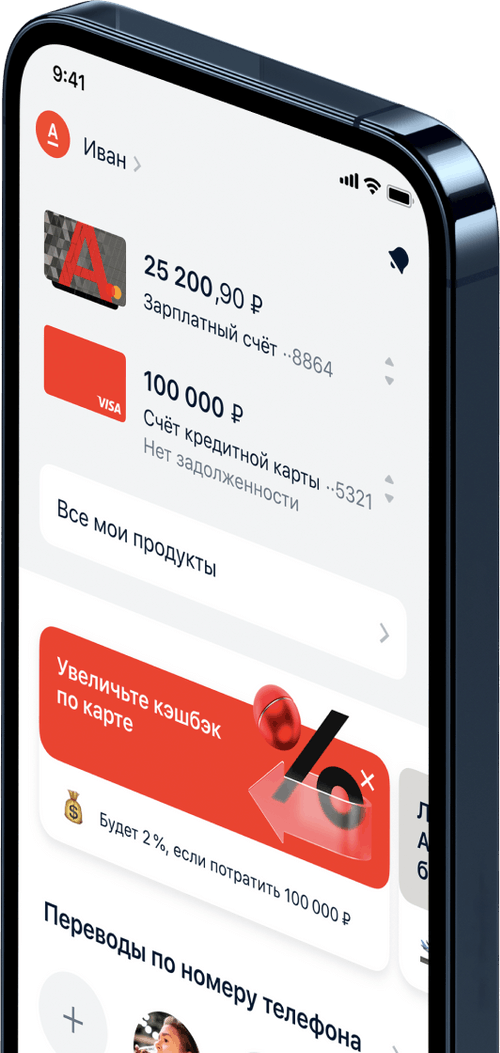 9:41
А
Иван
А
25 200,90 ₽
Зарплатный счёт ··8864
VISA
100 000 ₽
Счёт кредитной карты ··5321
Нет задолженности
Все мои продукты
Увеличьте кэшбэк
по карте
%
Будет 2%, если потратить 100 000 ₽
Л
А
б
Переводы по номеру телефона